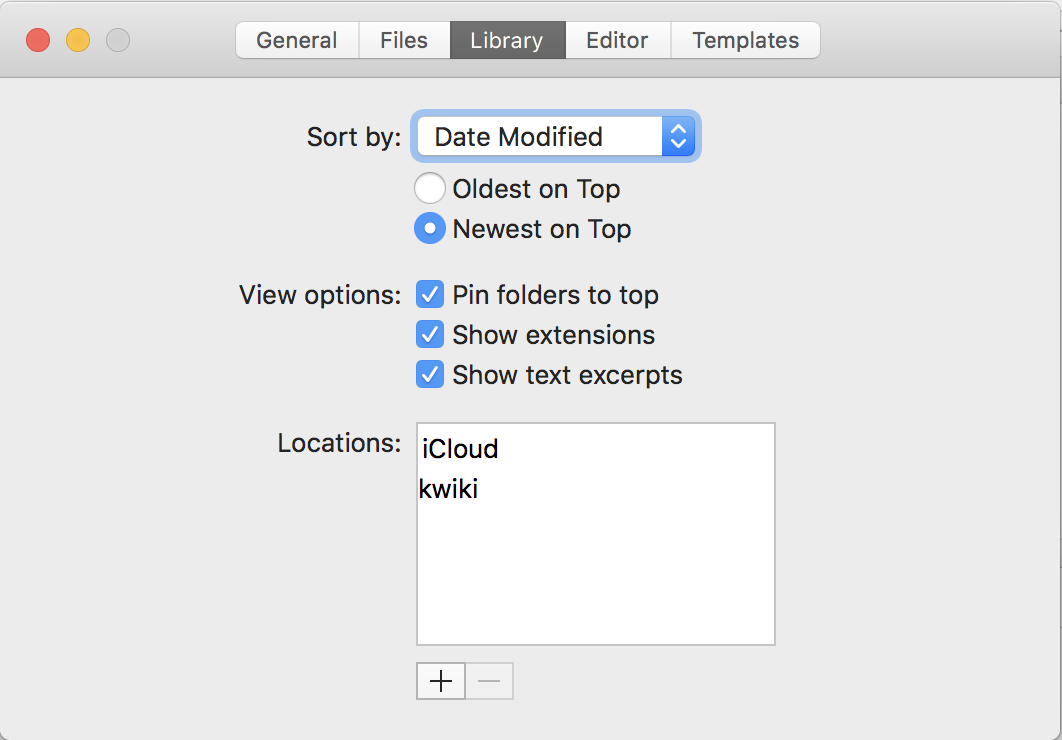 General Files Library Editor Templates
Sort by: Date Modified
Oldest on Top
Newest on Top
View options: Pin folders to top
Show extensions
Show text excerpts
Locations: iCloud
kwiki